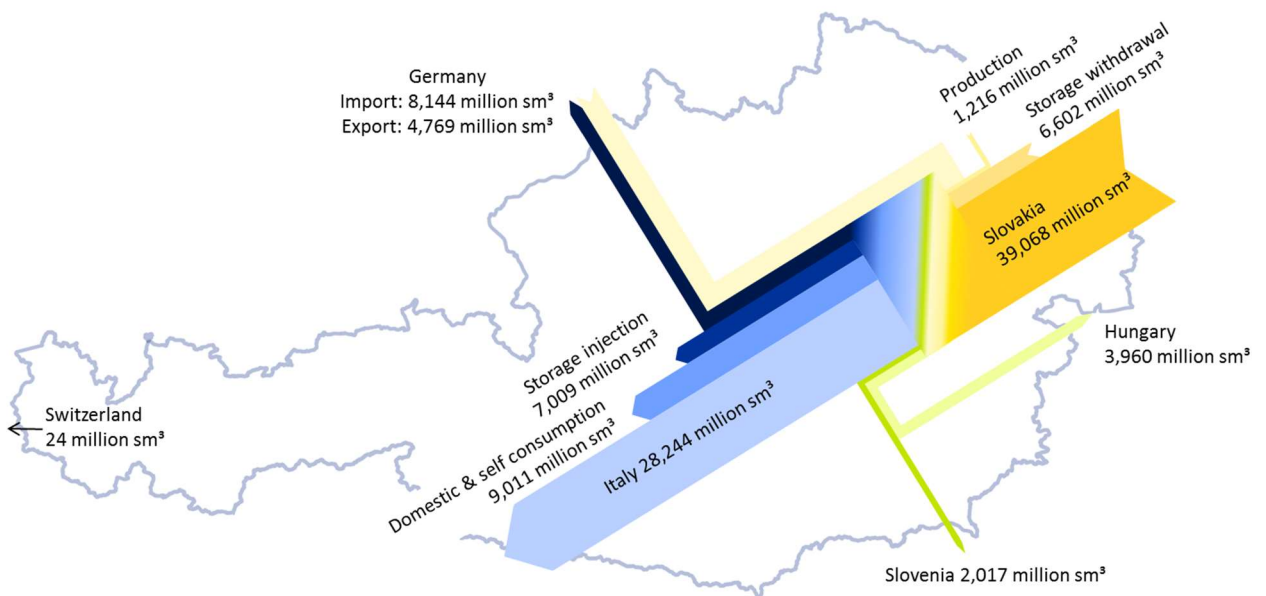 Germany
Import: 8,144 million sm³
Export: 4,769 million sm³
Production
1,216 million sm³
Storage withdrawal
6,602 million sm³
Slovakia
39,068 million sm³
Hungary
3,960 million sm³
Storage injection
7,009 million sm³
Switzerland
24 million sm³
Domestic & self consumption
9,011 million sm³
Italy 28,244 million sm³
Slovenia 2,017 million sm³